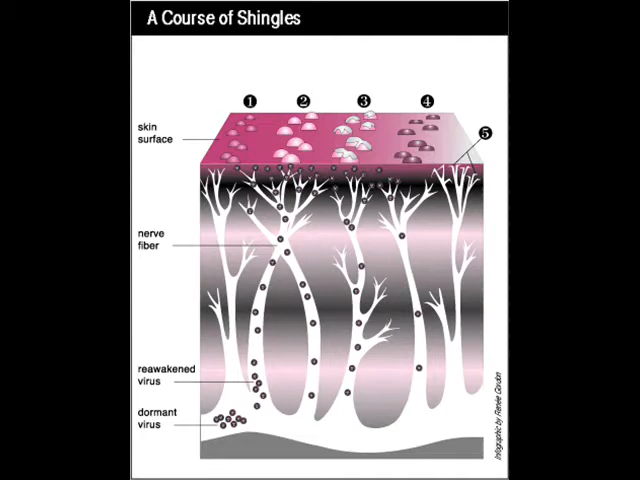 A Course of Shingles
1 2 3 4
5
skin
surface
nerve
fiber
reawakened
virus
dormant
virus
Infographic by Renée Gordon